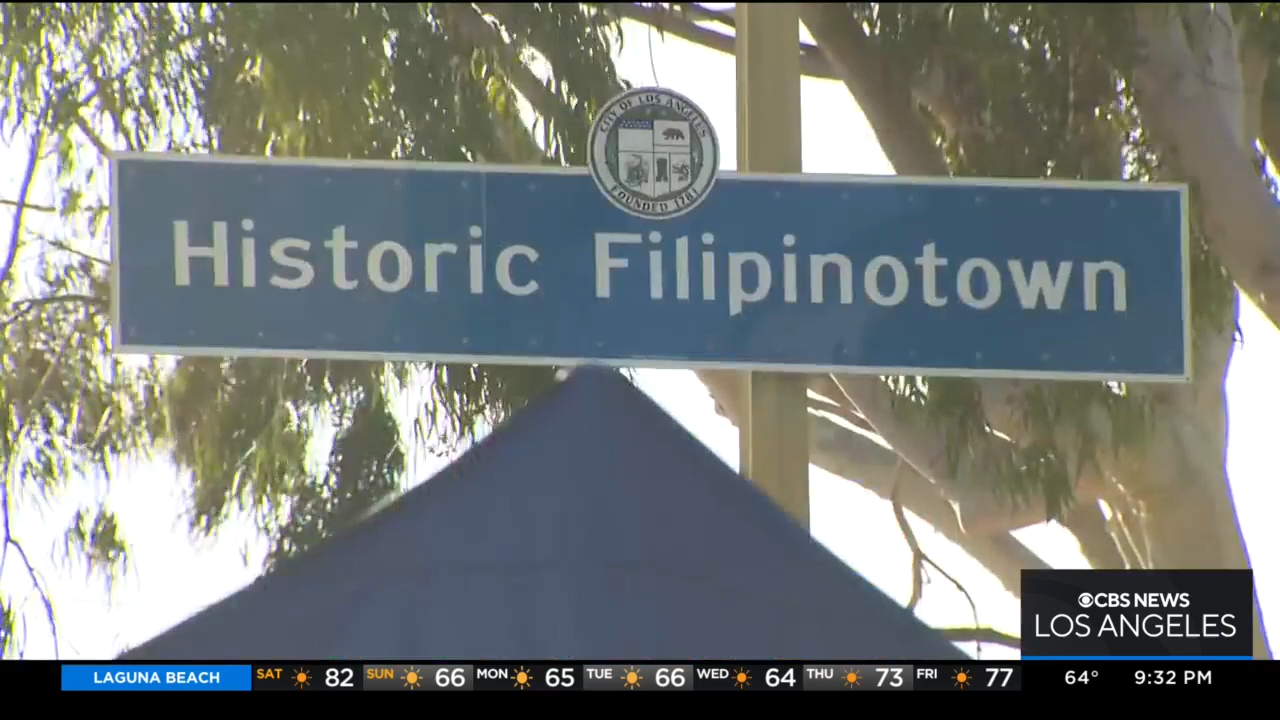 CITY OF LOS ANGELES
FOUNDED 1781
Historic Filipinotown
CBS NEWS
LOS ANGELES
LAGUNA BEACH SAT 82 SUN 66 MON 65 TUE 66 WED 64 THU 73 FRI 77 64° 9:32 PM